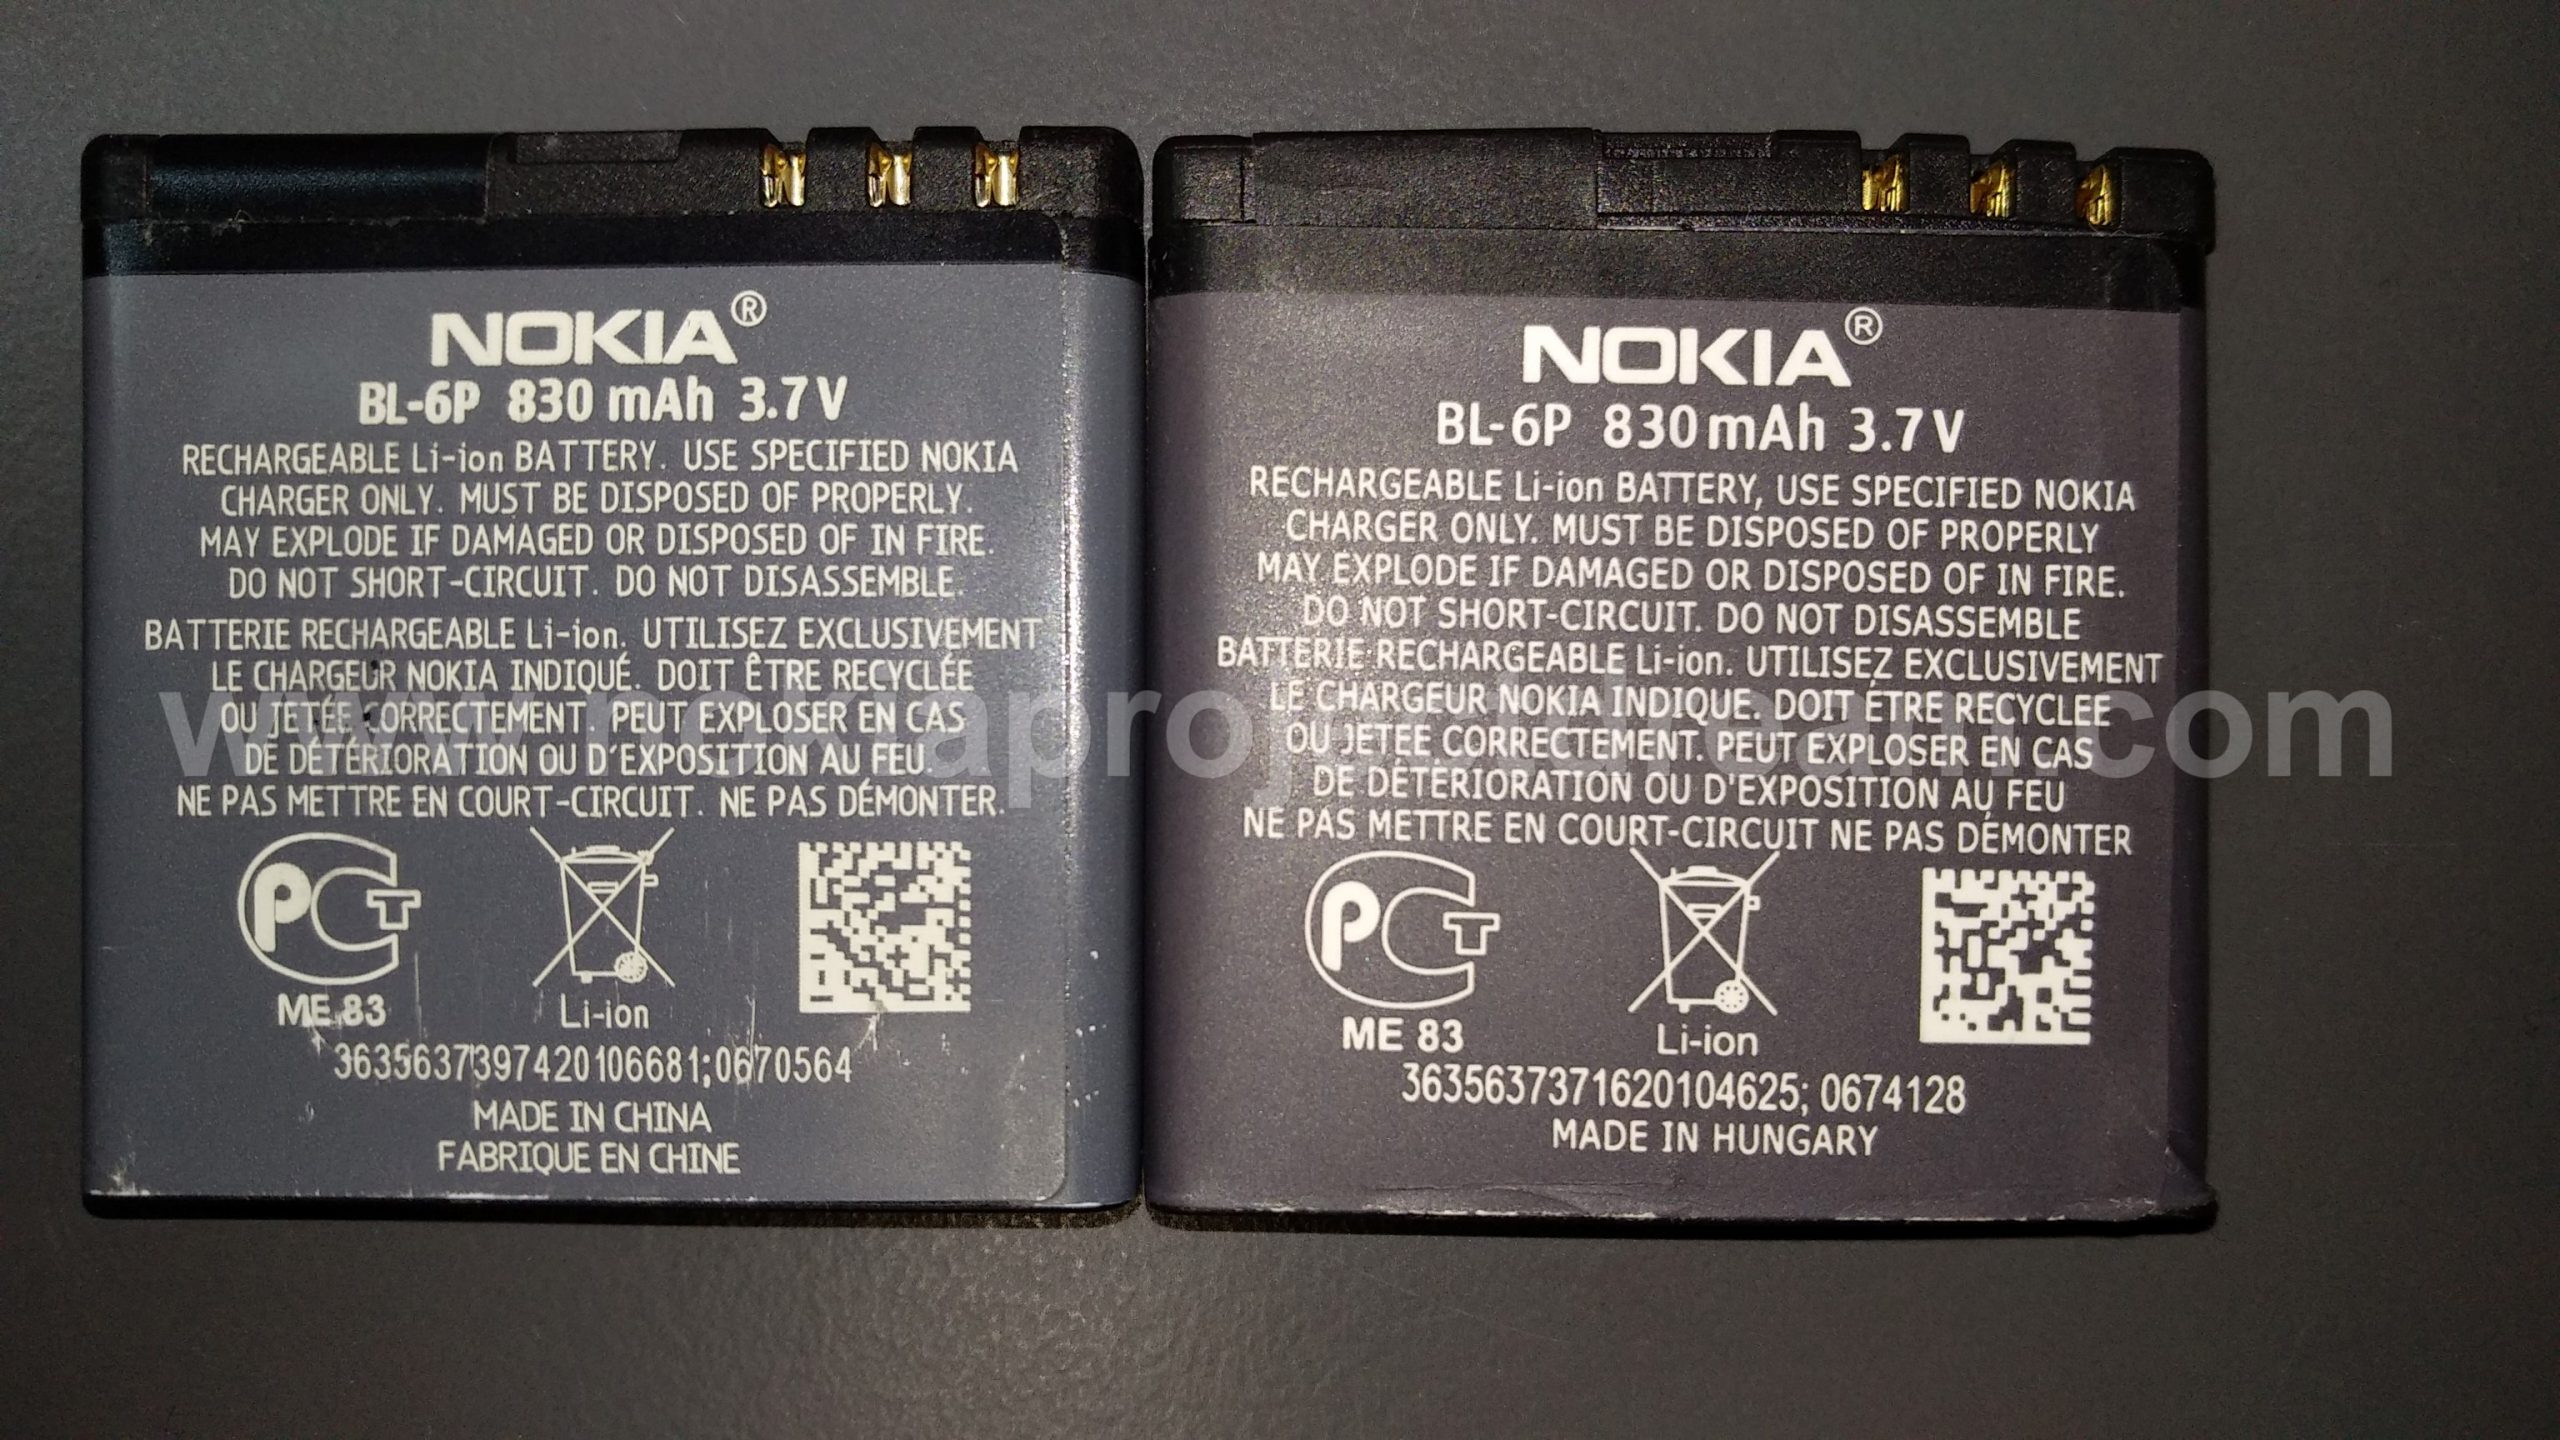 NOKIA®
BL-6P 830 mAh 3.7 V
RECHARGEABLE Li-ion BATTERY. USE SPECIFIED NOKIA
CHARGER ONLY. MUST BE DISPOSED OF PROPERLY.
MAY EXPLODE IF DAMAGED OR DISPOSED OF IN FIRE.
DO NOT SHORT-CIRCUIT. DO NOT DISASSEMBLE.
BATTERIE RECHARGEABLE Li-ion. UTILISEZ EXCLUSIVEMENT
LE CHARGEUR NOKIA INDIQUÉ. DOIT ÊTRE RECYCLÉE
OU JETÉE CORRECTEMENT. PEUT EXPLOSER EN CAS
DE DÉTÉRIORATION OU D'EXPOSITION AU FEU.
NE PAS METTRE EN COURT-CIRCUIT. NE PAS DÉMONTER.
PCT
ME 83
Li-ion
3635637397420106681;0670564
MADE IN CHINA
FABRIQUE EN CHINE
NOKIA®
BL-6P 830 mAh 3.7 V
RECHARGEABLE Li-ion BATTERY, USE SPECIFIED NOKIA
CHARGER ONLY. MUST BE DISPOSED OF PROPERLY
MAY EXPLODE IF DAMAGED OR DISPOSED OF IN FIRE.
DO NOT SHORT-CIRCUIT. DO NOT DISASSEMBLE
BATTERIE RECHARGEABLE Li-ion. UTILISEZ EXCLUSIVEMENT
LE CHARGEUR NOKIA INDIQUE. DOIT ÉTRE RECYCLEE
OU JETEE CORRECTEMENT. PEUT EXPLOSER EN CAS
DE DÉTÉRIORATION OU D'EXPOSITION AU FEU
NE PAS METTRE EN COURT-CIRCUIT NE PAS DÉMONTER
PCT
ME 83
Li-ion
3635637371620104625; 0674128
MADE IN HUNGARY
www.nokiaprojectdream.com